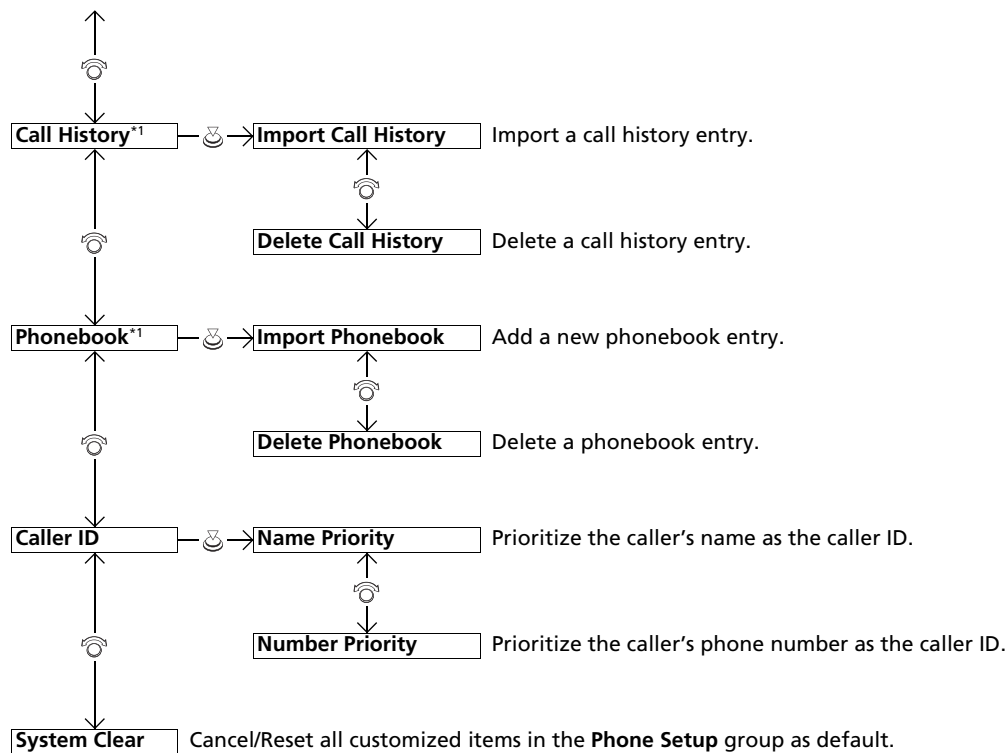 Call History*1 Import Call History Import a call history entry.
Delete Call History Delete a call history entry.
Phonebook*1 Import Phonebook Add a new phonebook entry.
Delete Phonebook Delete a phonebook entry.
Caller ID Name Priority Prioritize the caller's name as the caller ID.
Number Priority Prioritize the caller's phone number as the caller ID.
System Clear Cancel/Reset all customized items in the Phone Setup group as default.